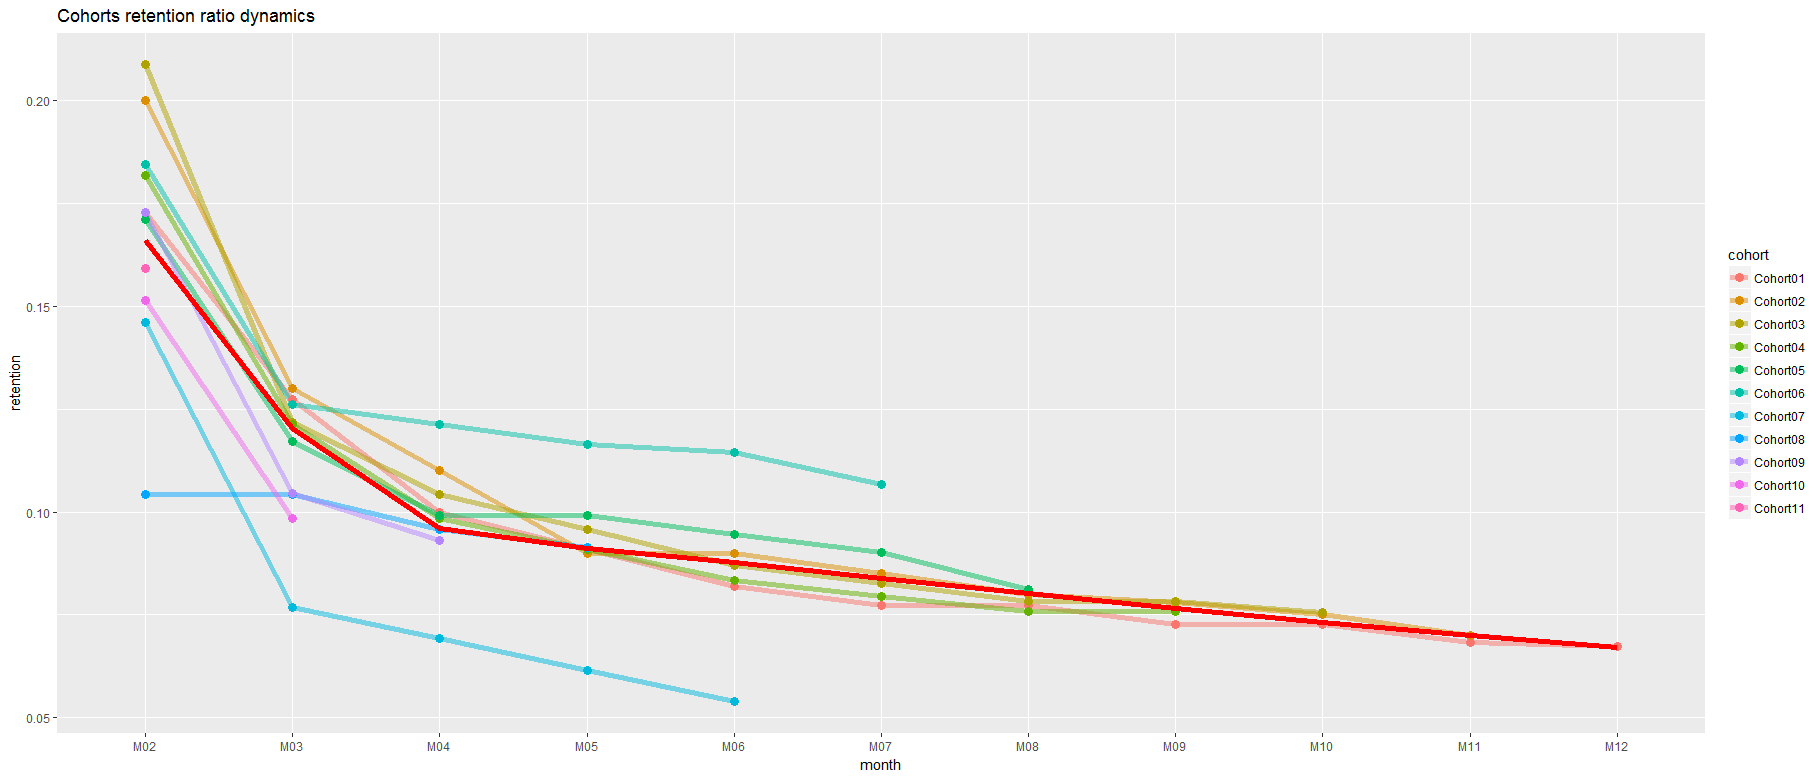 Cohorts retention ratio dynamics
0.20
0.15
0.10
0.05
retention
M02
M03
M04
M05
M06
M07
M08
M09
M10
M11
M12
month
cohort
Cohort01
Cohort02
Cohort03
Cohort04
Cohort05
Cohort06
Cohort07
Cohort08
Cohort09
Cohort10
Cohort11